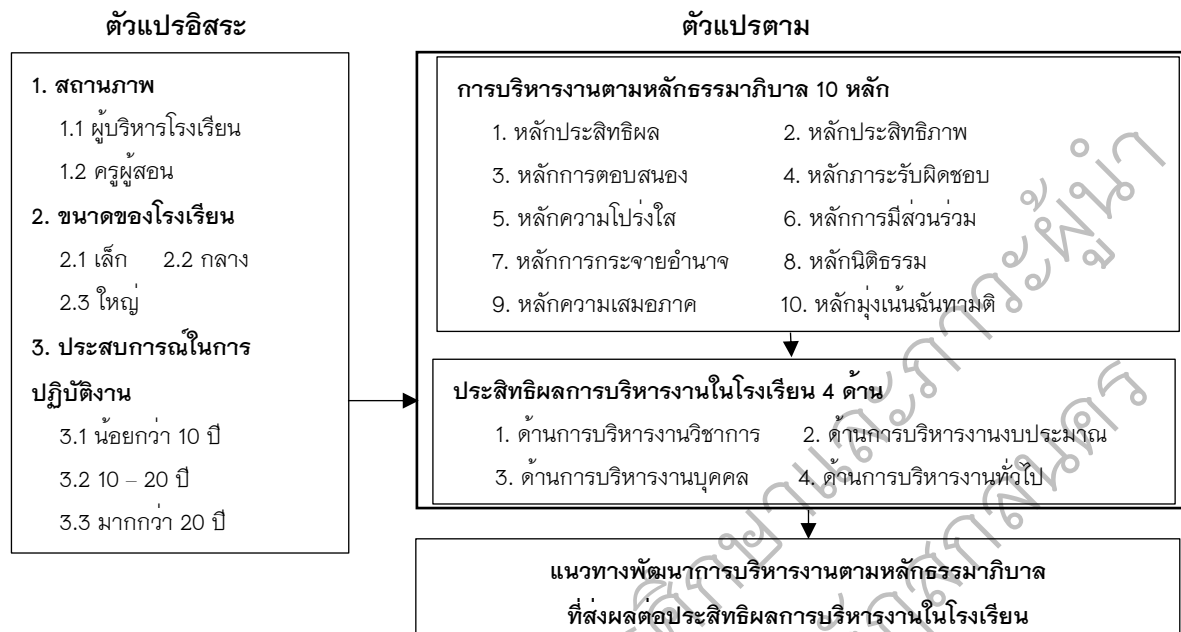 ตัวแปรอิสระ
1. สถานภาพ
1.1 ผู้บริหารโรงเรียน
1.2 ครูผู้สอน
2. ขนาดของโรงเรียน
2.1 เล็ก 2.2 กลาง
2.3 ใหญ่
3. ประสบการณ์ในการ
ปฏิบัติงาน
3.1 น้อยกว่า 10 ปี
3.2 10 – 20 ปี
3.3 มากกว่า 20 ปี
ตัวแปรตาม
การบริหารงานตามหลักธรรมาภิบาล 10 หลัก
1. หลักประสิทธิผล 2. หลักประสิทธิภาพ
3. หลักการตอบสนอง 4. หลักภาระรับผิดชอบ
5. หลักความโปร่งใส 6. หลักการมีส่วนร่วม
7. หลักการกระจายอำนาจ 8. หลักนิติธรรม
9. หลักความเสมอภาค 10. หลักมุ่งเน้นฉันทามติ
ประสิทธิผลการบริหารงานในโรงเรียน 4 ด้าน
1. ด้านการบริหารงานวิชาการ 2. ด้านการบริหารงานงบประมาณ
3. ด้านการบริหารงานบุคคล 4. ด้านการบริหารงานทั่วไป
แนวทางพัฒนาการบริหารงานตามหลักธรรมาภิบาล
ที่ส่งผลต่อประสิทธิผลการบริหารงานในโรงเรียน